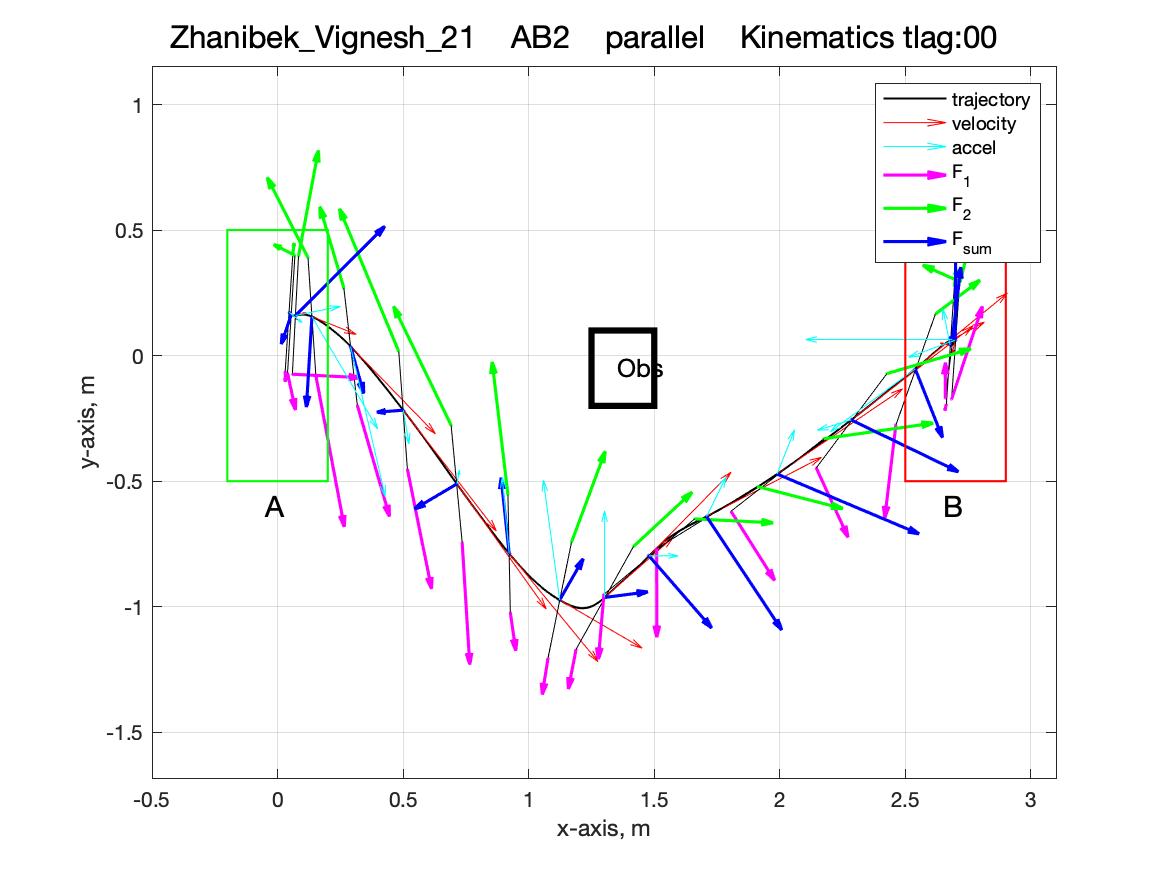 Zhanibek_Vignesh_21 AB2 parallel Kinematics tlag:00
trajectory
velocity
accel
F1
F2
Fsum
1
0.5
0
-0.5
-1
-1.5
y-axis, m
Obs
A
B
-0.5 0 0.5 1 1.5 2 2.5 3
x-axis, m